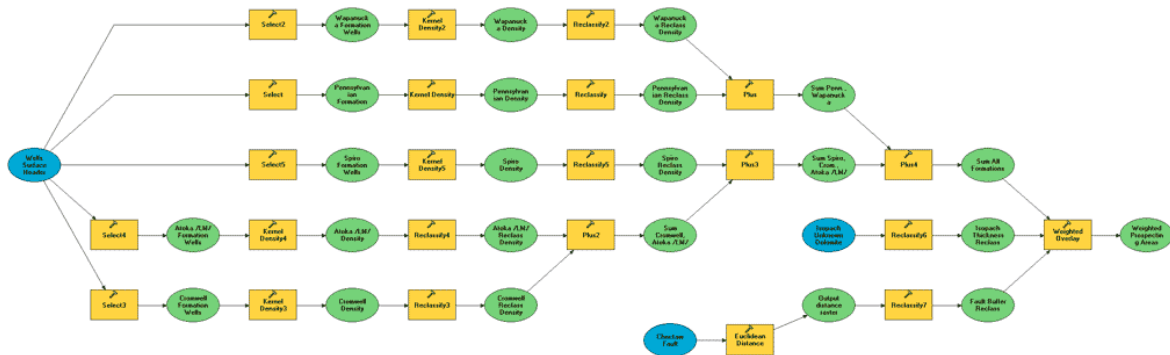 Select2
Wapanuck
a Formation
Wells
Kernel
Density2
Wapanuck
a Density
Reclassify2
Wapanuck
a Reclass
Density
Select
Pennsylvan
ian
Formation
Kernel Density
Pennsylvan
ian Density
Reclassify
Pennsylvan
ian Reclass
Density
Plus
Sum Penn.,
Wapanuck
a
Wells
Surface
Header
Select5
Spiro
Formation
Wells
Kernel
Density5
Spiro
Density
Reclassify5
Spiro
Reclass
Density
Plus3
Sum Spiro,
Crom.,
Atoka /LM/
Plus4
Sum All
Formations
Select4
Atoka /LM/
Formation
Wells
Kernel
Density4
Atoka /LM/
Density
Reclassify4
Atoka /LM/
Reclass
Density
Plus2
Sum
Cromwell,
Atoka /LM/
Isopach
Unknown
Dolomite
Reclassify6
Isopach
Thickness
Reclass
Weighted
Overlay
Weighted
Prospectin
g Areas
Select3
Cromwell
Formation
Wells
Kernel
Density3
Cromwell
Density
Reclassify3
Cromwell
Reclass
Density
Output
distance
raster
Reclassify7
Fault Buffer
Reclass
Choctaw
Fault
Euclidean
Distance